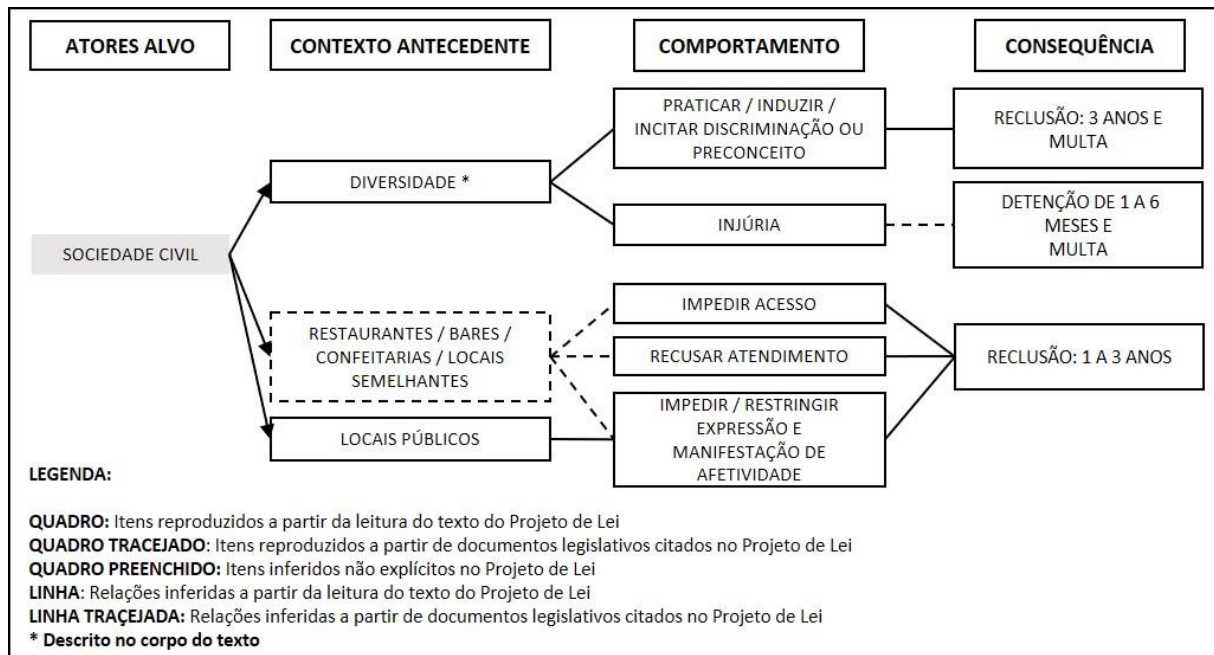 ATORES ALVO
CONTEXTO ANTECEDENTE
COMPORTAMENTO
CONSEQUÊNCIA
PRATICAR / INDUZIR /
INCITAR DISCRIMINAÇÃO OU
PRECONCEITO
RECLUSÃO: 3 ANOS E
MULTA
DIVERSIDADE *
INJÚRIA
DETENÇÃO DE 1 A 6
MESES E
MULTA
SOCIEDADE CIVIL
RESTAURANTES / BARES /
CONFEITARIAS / LOCAIS
SEMELHANTES
IMPEDIR ACESSO
RECUSAR ATENDIMENTO
RECLUSÃO: 1 A 3 ANOS
LOCAIS PÚBLICOS
IMPEDIR / RESTRINGIR
EXPRESSÃO E
MANIFESTAÇÃO DE
AFETIVIDADE
LEGENDA:
QUADRO: Itens reproduzidos a partir da leitura do texto do Projeto de Lei
QUADRO TRACEJADO: Itens reproduzidos a partir de documentos legislativos citados no Projeto de Lei
QUADRO PREENCHIDO: Itens inferidos não explícitos no Projeto de Lei
LINHA: Relações inferidas a partir da leitura do texto do Projeto de Lei
LINHA TRAÇEJADA: Relações inferidas a partir de documentos legislativos citados no Projeto de Lei
* Descrito no corpo do texto